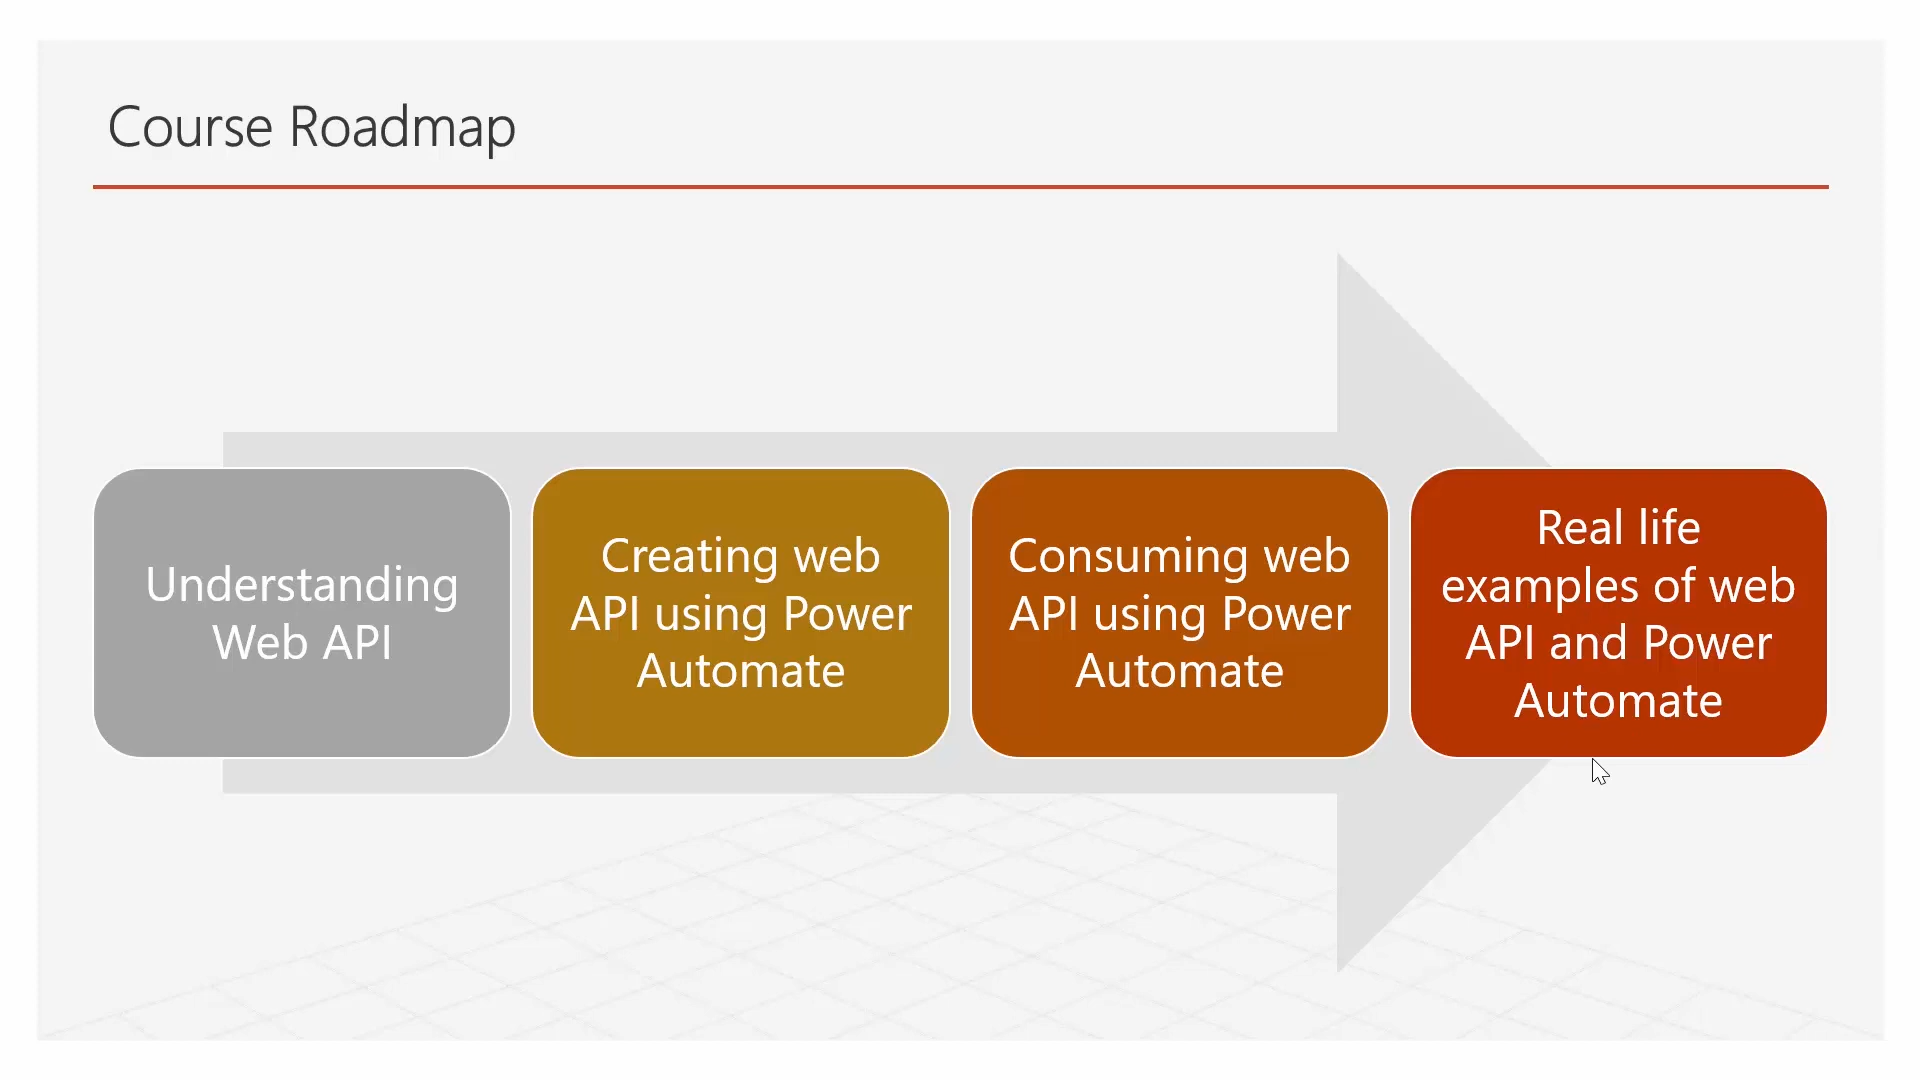 Course Roadmap
Understanding
Web API
Creating web
API using Power
Automate
Consuming web
API using Power
Automate
Real life
examples of web
API and Power
Automate